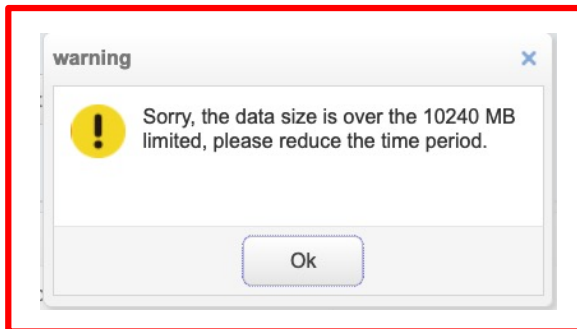 warning
Sorry, the data size is over the 10240 MB
limited, please reduce the time period.
Ok